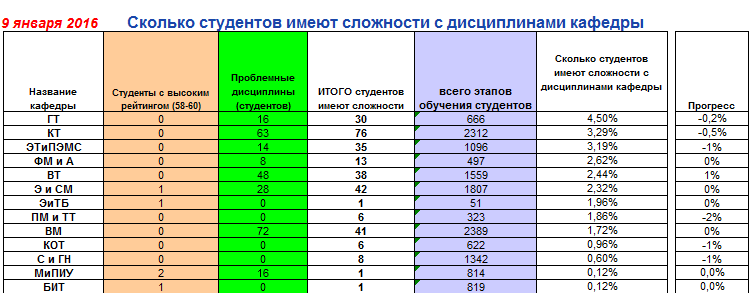 9 января 2016 Сколько студентов имеют сложности с дисциплинами кафедры
Название кафедры Студенты с высоким рейтингом (58-60) Проблемные дисциплины (студентов) ИТОГО студентов имеют сложности всего этапов обучения студентов Сколько студентов имеют сложности с дисциплинами кафедры Прогресс
ГТ 0 16 30 666 4,50% -0,2%
КТ 0 63 76 2312 3,29% -0,5%
ЭТиПЭМС 0 14 35 1096 3,19% -1%
ФМ и А 0 8 13 497 2,62% 0%
ВТ 0 48 38 1559 2,44% 1%
Э и СМ 1 28 42 1807 2,32% 0%
ЭиТБ 1 0 1 51 1,96% 0%
ПМ и ТТ 0 0 6 323 1,86% -2%
ВМ 0 72 41 2389 1,72% 0%
КОТ 0 0 6 622 0,96% -1%
С и ГН 0 0 8 1342 0,60% -1%
МиПИУ 2 16 1 814 0,12% 0,0%
БИТ 1 0 1 819 0,12% 0,0%